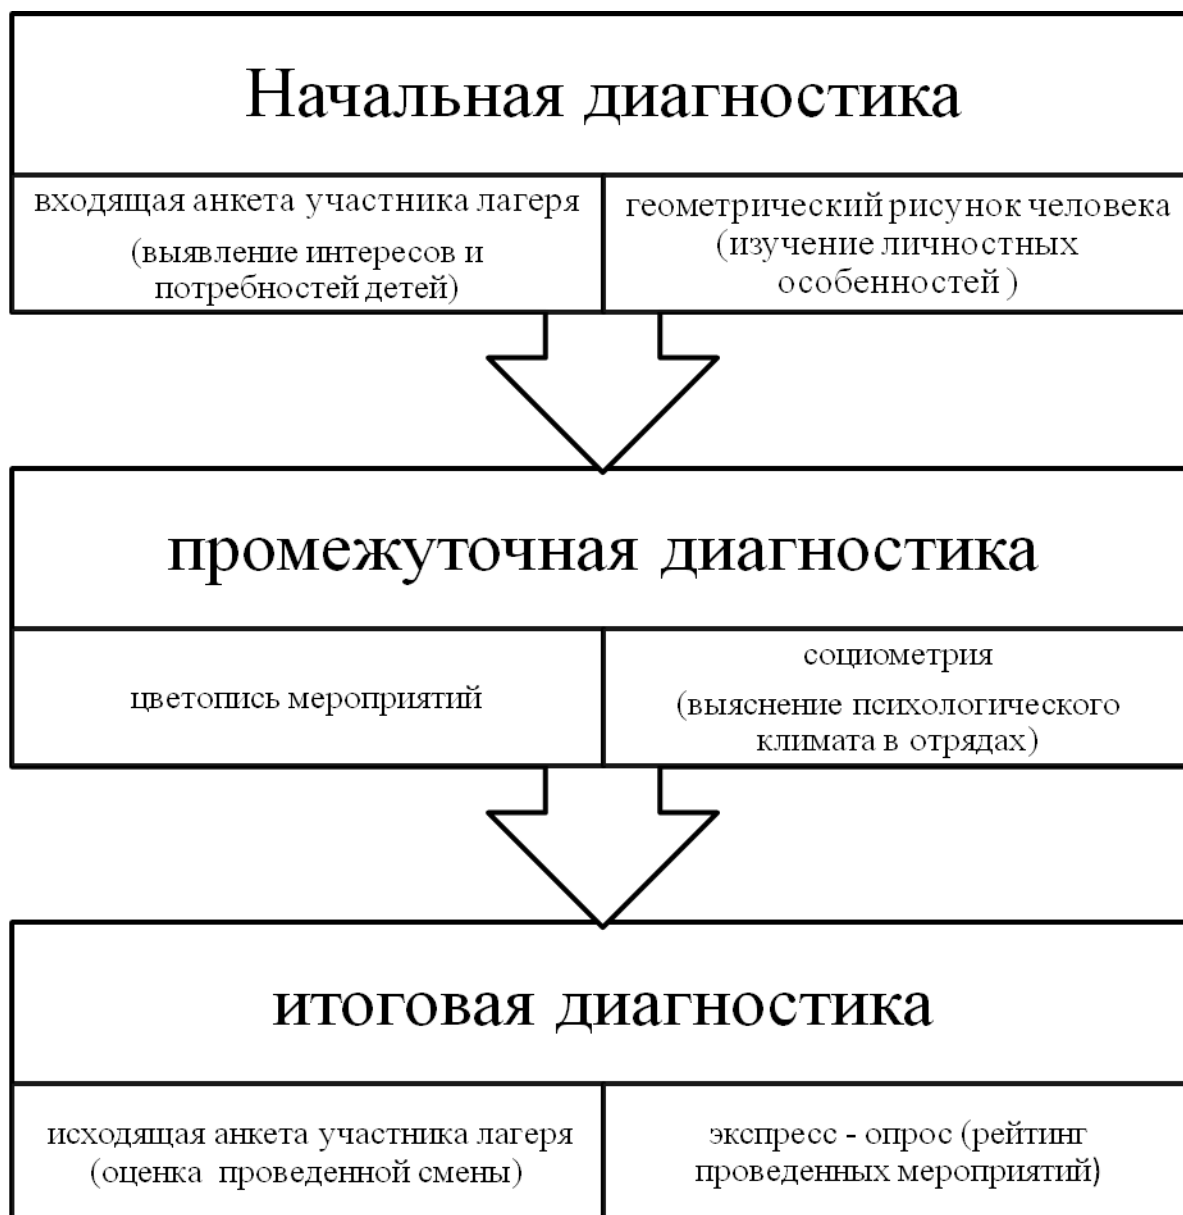 Начальная диагностика
входящая анкета участника лагеря
(выявление интересов и
потребностей детей)
геометрический рисунок человека
(изучение личностных
особенностей )
промежуточная диагностика
цветопись мероприятий
социометрия
(выяснение психологического
климата в отрядах)
итоговая диагностика
исходящая анкета участника лагеря
(оценка проведенной смены)
экспресс - опрос (рейтинг
проведенных мероприятий)